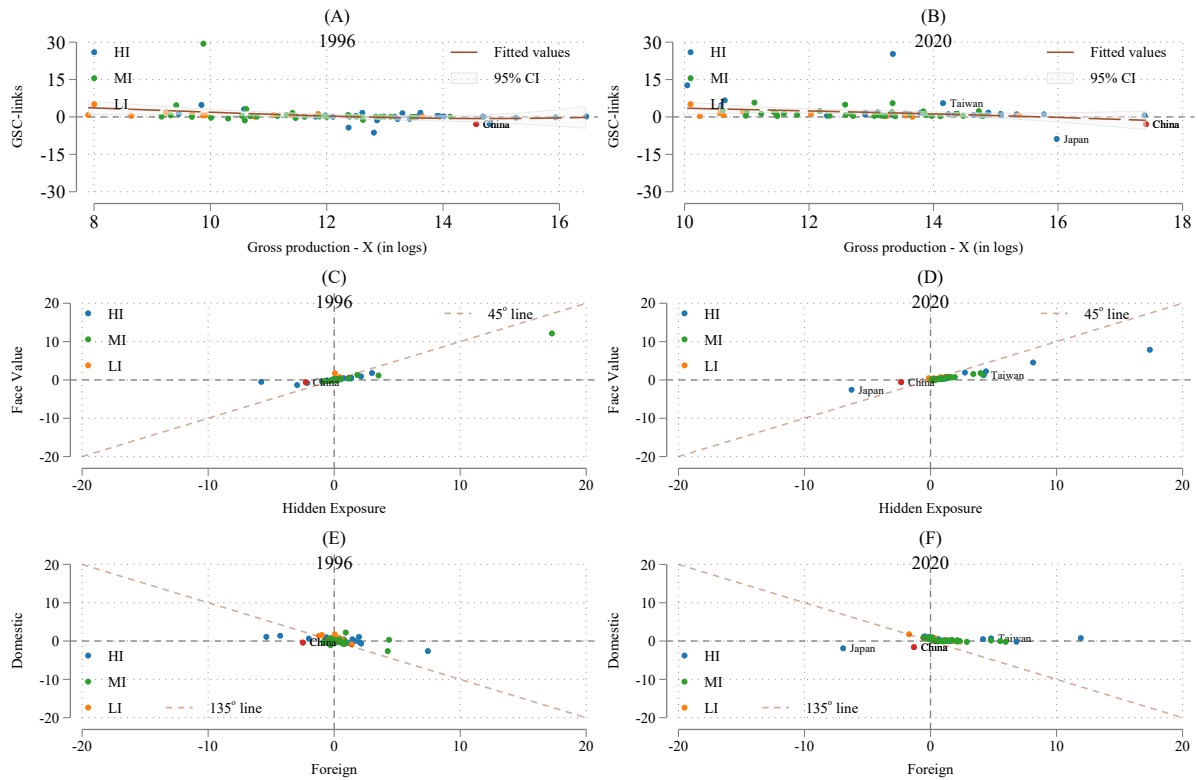 (A)
1996
30
15
0
-15
-30
GSC-links
HI
MI
LI
Fitted values
95% CI
China
8
10
12
14
16
Gross production - X (in logs)
(B)
2020
30
15
0
-15
-30
GSC-links
HI
MI
LI
Fitted values
95% CI
Taiwan
China
Japan
10
12
14
16
18
Gross production - X (in logs)
(C)
1996
20
10
0
-10
-20
Face Value
HI
MI
LI
45° line
China
-20
-10
0
10
20
Hidden Exposure
(D)
2020
20
10
0
-10
-20
Face Value
HI
MI
LI
45° line
Japan
China
Taiwan
-20
-10
0
10
20
Hidden Exposure
(E)
1996
20
10
0
-10
-20
Domestic
China
HI
MI
LI
135° line
-20
-10
0
10
20
Foreign
(F)
2020
20
10
0
-10
-20
Domestic
Japan
China
Taiwan
HI
MI
LI
135° line
-20
-10
0
10
20
Foreign